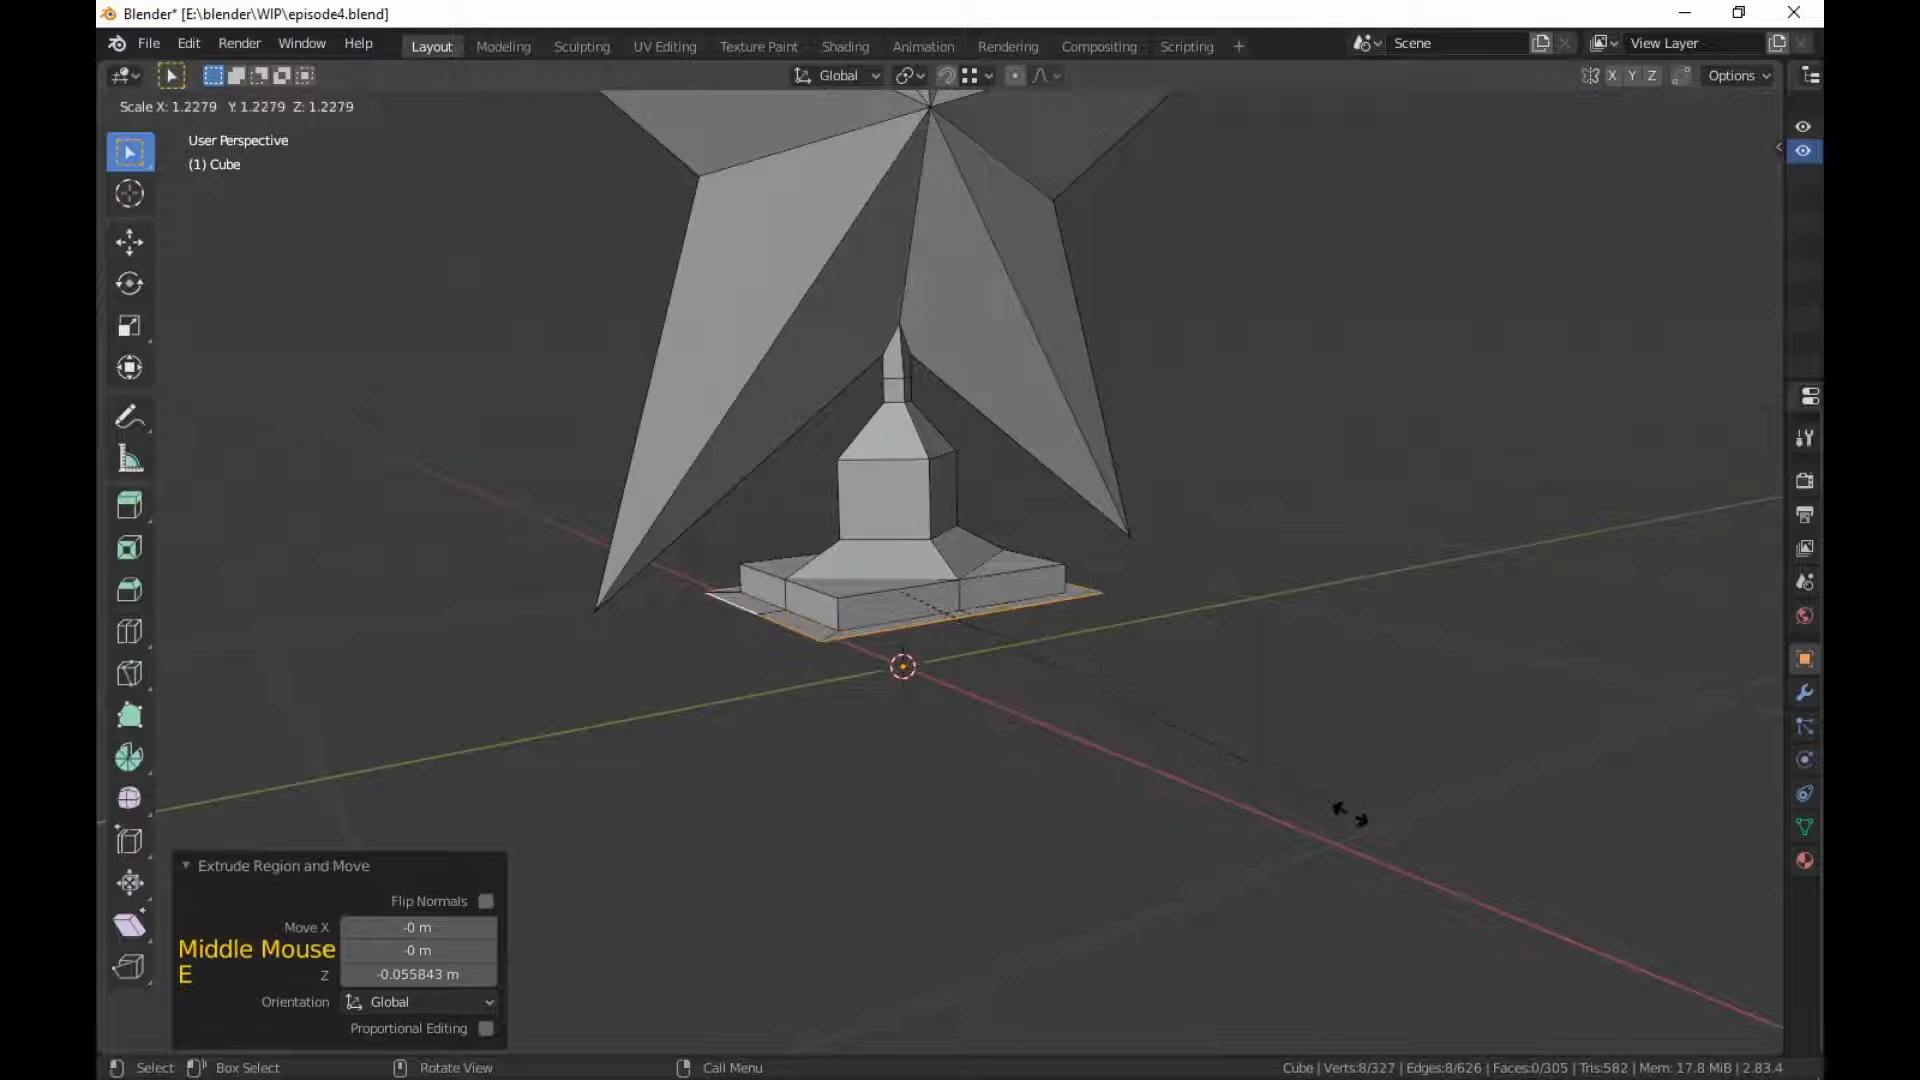 Blender* [E:\blender\WIP\episode4.blend]
File Edit Render Window Help Layout Modeling Sculpting UV Editing Texture Paint Shading Animation Rendering Compositing Scripting + Scene View Layer
Global X Y Z Options
Scale X: 1.2279 Y: 1.2279 Z: 1.2279
User Perspective
(1) Cube
Extrude Region and Move
Flip Normals
Move X -0 m
Middle Mouse -0 m
E Z -0.055843 m
Orientation Global
Proportional Editing
Select Box Select Rotate View Call Menu Cube | Verts:8/327 | Edges:8/626 | Faces:0/305 | Tris:582 | Mem: 17.8 MiB | 2.83.4